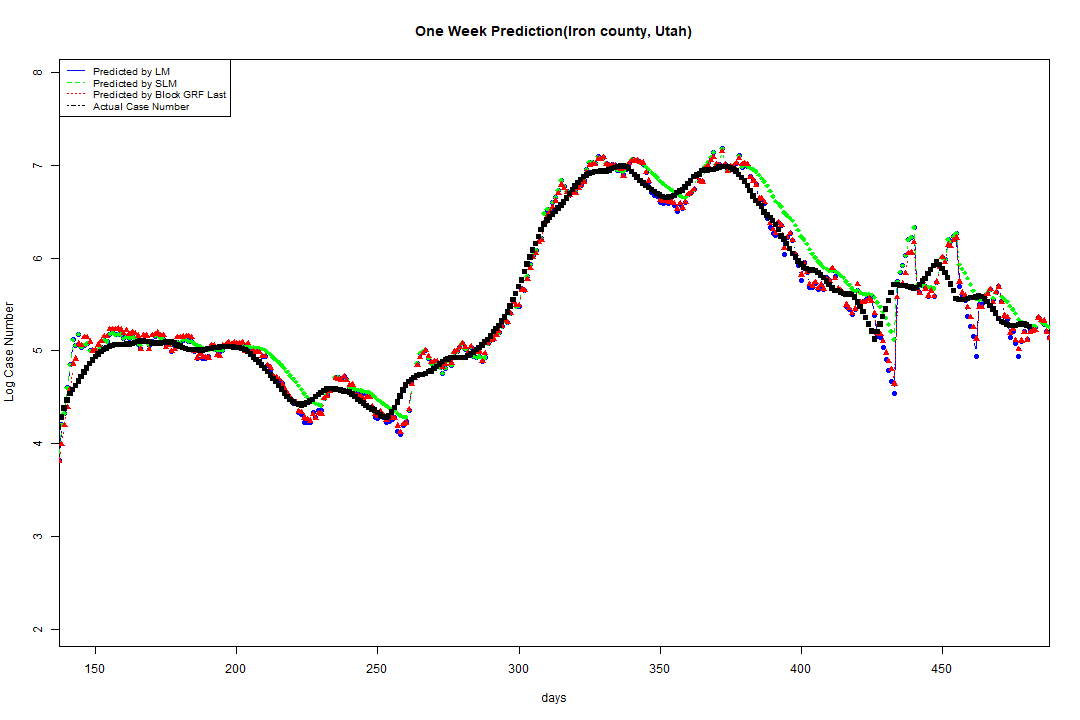 One Week Prediction(Iron county, Utah)
Predicted by LM
Predicted by SLM
Predicted by Block GRF Last
Actual Case Number
8
7
6
5
4
3
2
Log Case Number
150 200 250 300 350 400 450
days